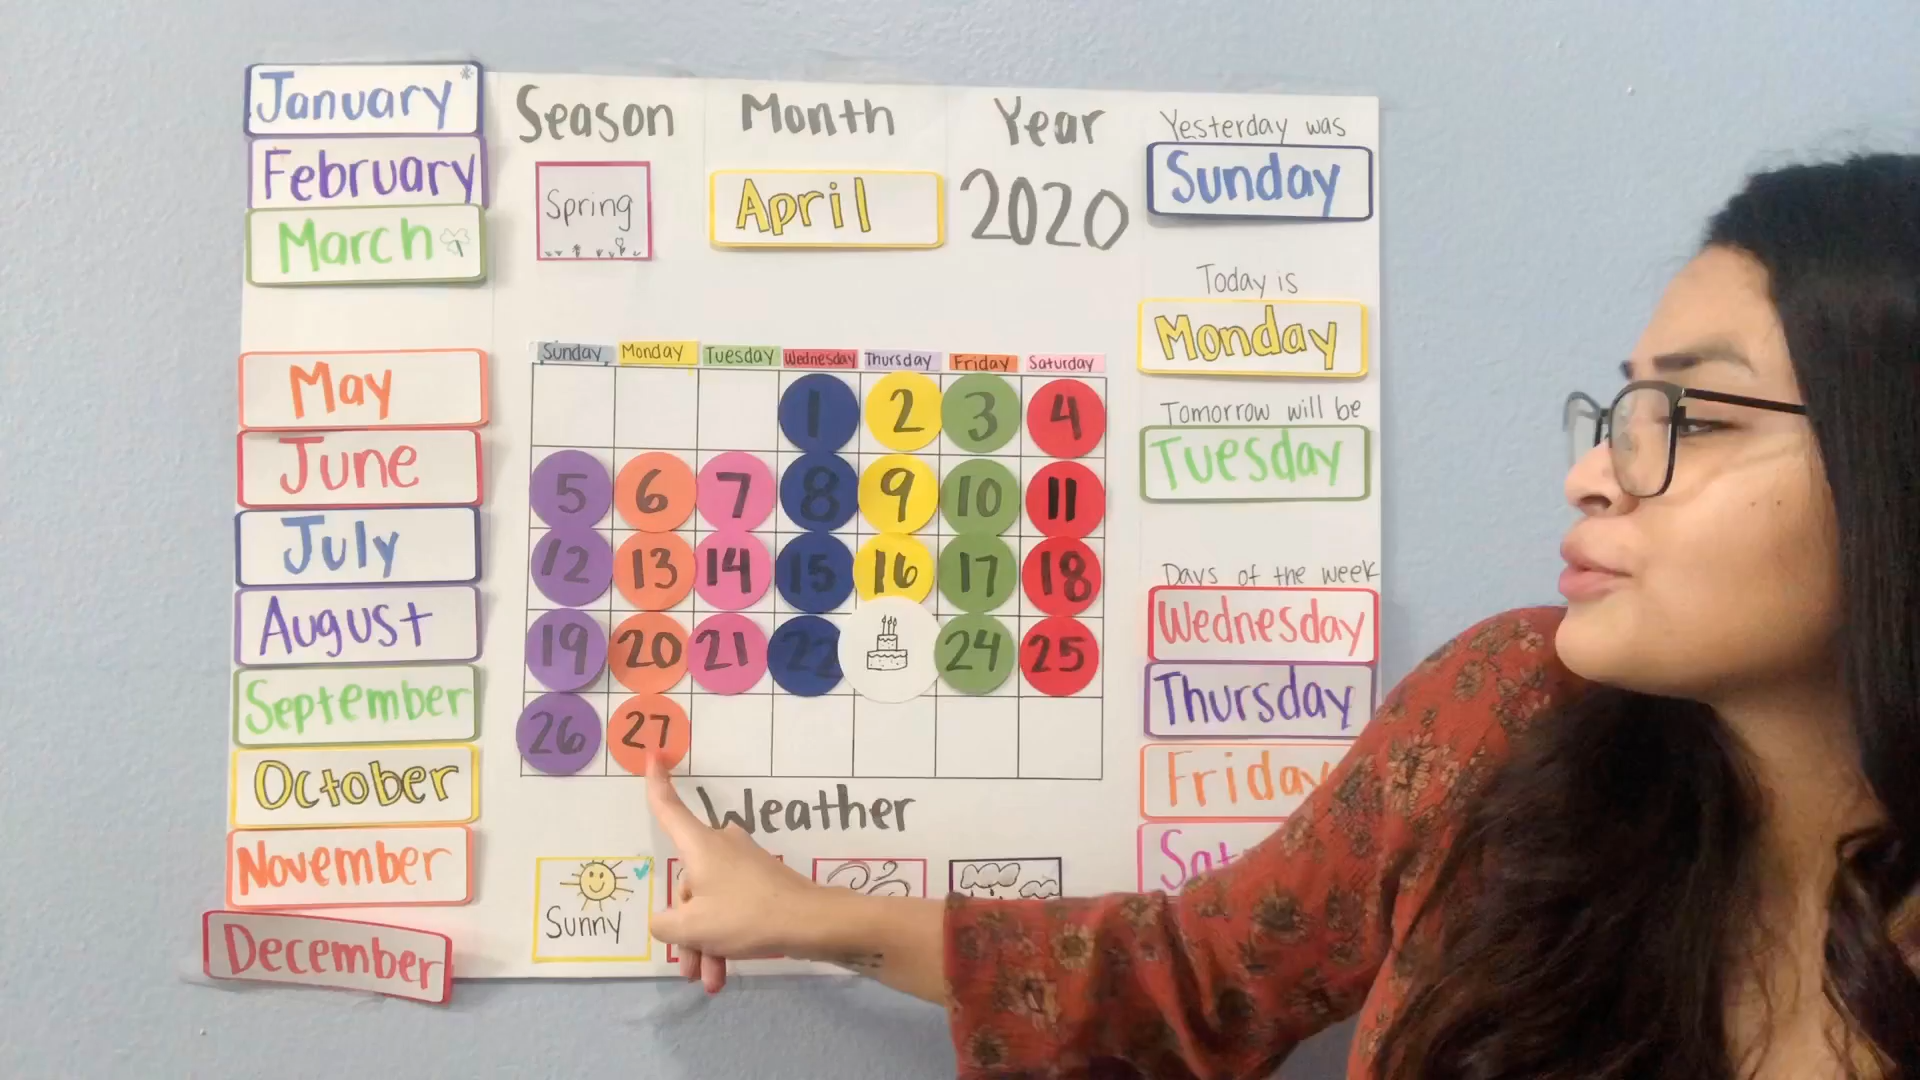 January
February
March
May
June
July
August
September
October
November
December
Season
Spring
Month
April
Year
2020
Sunday Monday Tuesday Wednesday Thursday Friday Saturday
1 2 3 4
5 6 7 8 9 10 11
12 13 14 15 16 17 18
19 20 21 22 24 25
26 27
Weather
Sunny
Yesterday was
Sunday
Today is
Monday
Tomorrow will be
Tuesday
Days of the week
Wednesday
Thursday
Friday